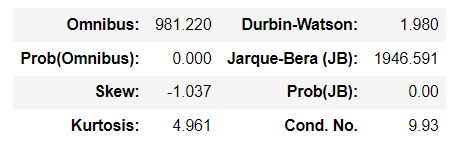 Omnibus: 981.220 Durbin-Watson: 1.980
Prob(Omnibus): 0.000 Jarque-Bera (JB): 1946.591
Skew: -1.037 Prob(JB): 0.00
Kurtosis: 4.961 Cond. No. 9.93